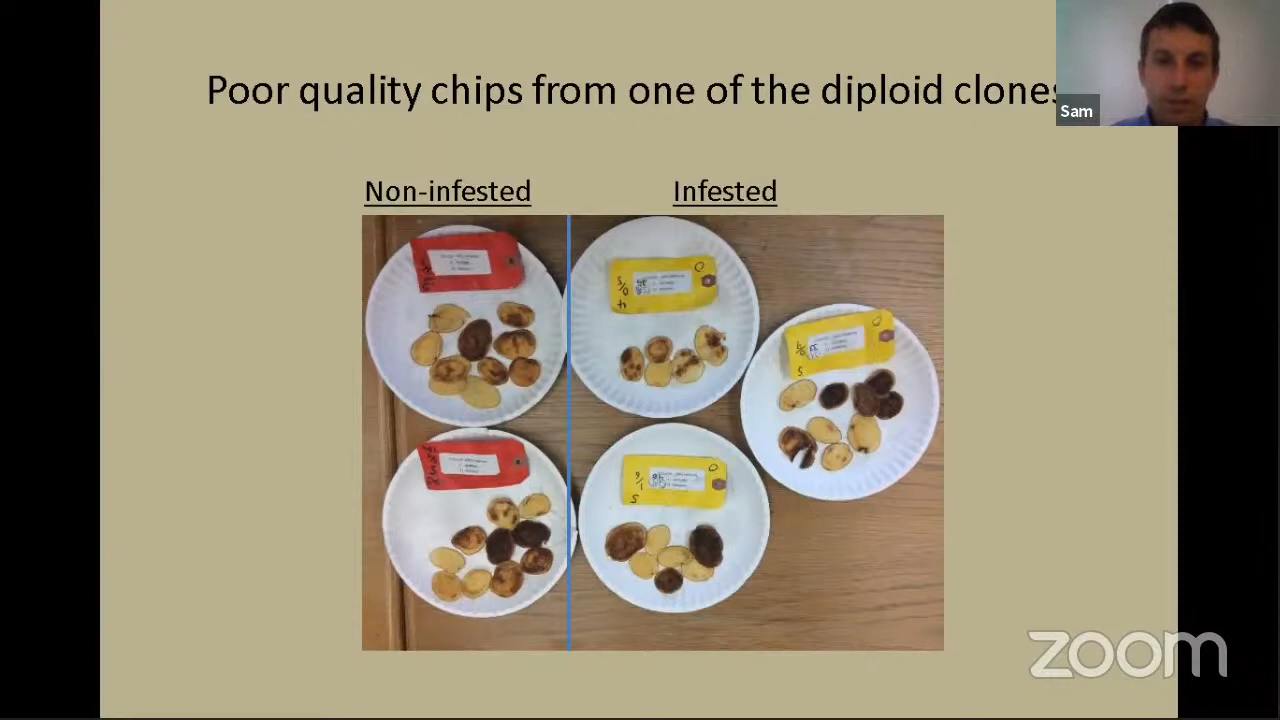 Poor quality chips from one of the diploid clones
Sam
Non-infested
Infested
zoom